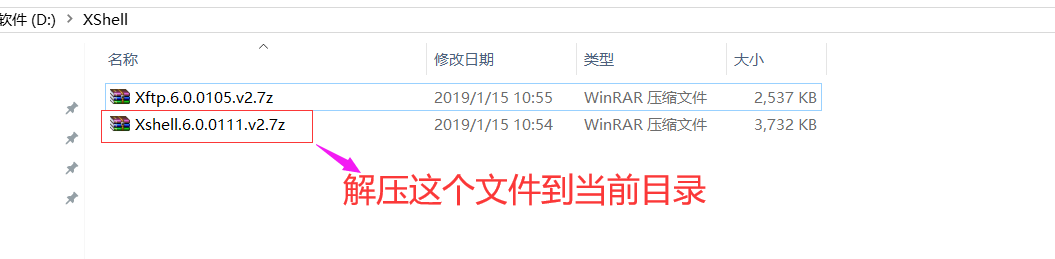 软件 (D:) > XShell
名称 修改日期 类型 大小
Xftp.6.0.0105.v2.7z 2019/1/15 10:55 WinRAR 压缩文件 2,537 KB
Xshell.6.0.0111.v2.7z 2019/1/15 10:54 WinRAR 压缩文件 3,732 KB
解压这个文件到当前目录